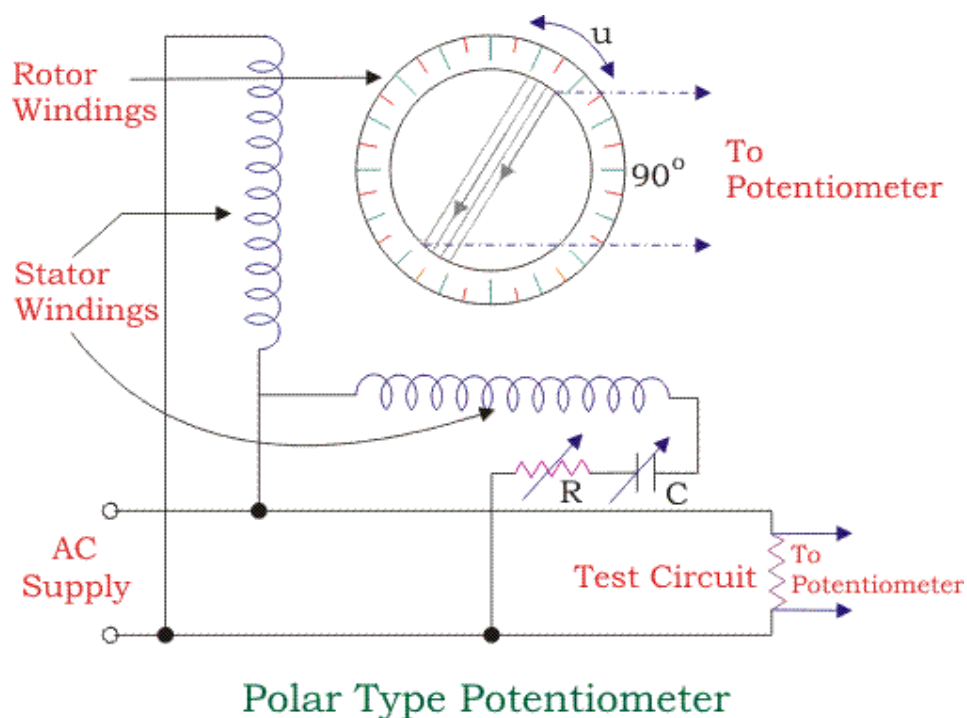 u
Rotor
Windings
90°
To
Potentiometer
Stator
Windings
R
C
AC
Supply
Test Circuit
To
Potentiometer
Polar Type Potentiometer